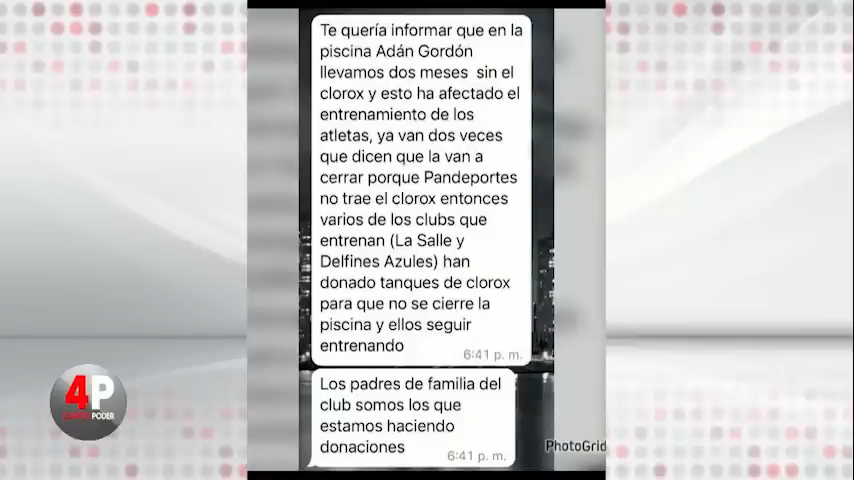 Te quería informar que en la
piscina Adán Gordón
llevamos dos meses  sin el
clorox y esto ha afectado el
entrenamiento de los
atletas, ya van dos veces
que dicen que la van a
cerrar porque Pandeportes
no trae el clorox entonces
varios de los clubs que
entrenan (La Salle y
Delfines Azules) han
donado tanques de clorox
para que no se cierre la
piscina y ellos seguir
entrenando
6:41 p. m.
Los padres de familia del
club somos los que
estamos haciendo
donaciones
6:41 p. m.
PhotoGrid
4P
PODER